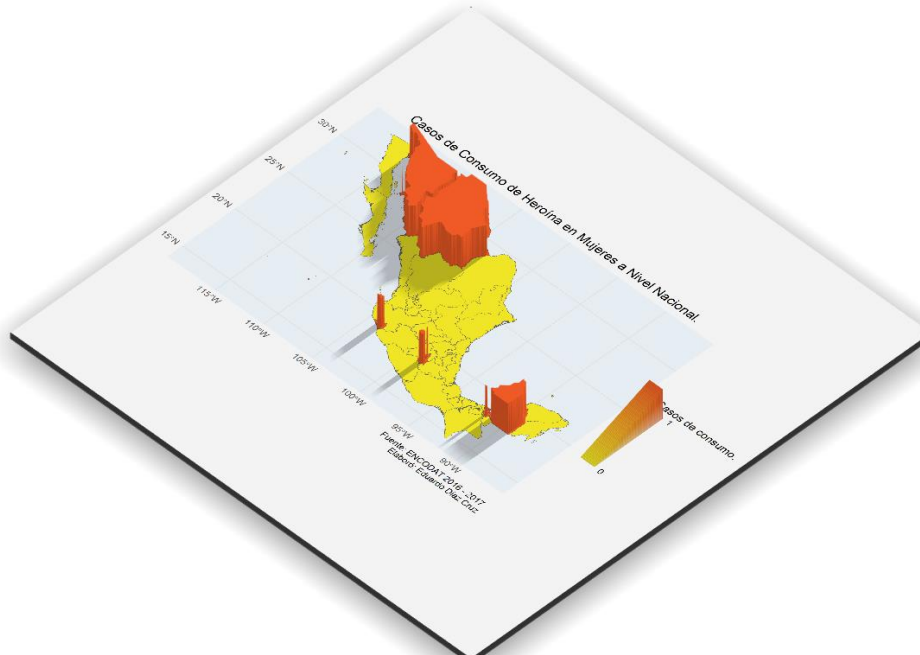 Casos de Consumo de Heroína en Mujeres a Nivel Nacional.
30°N
25°N
20°N
15°N
115°W
110°W
105°W
100°W
95°W
90°W
Casos de consumo.
1
0
Fuente: ENCODAT 2016 - 2017
Elaboró: Eduardo Díaz Cruz